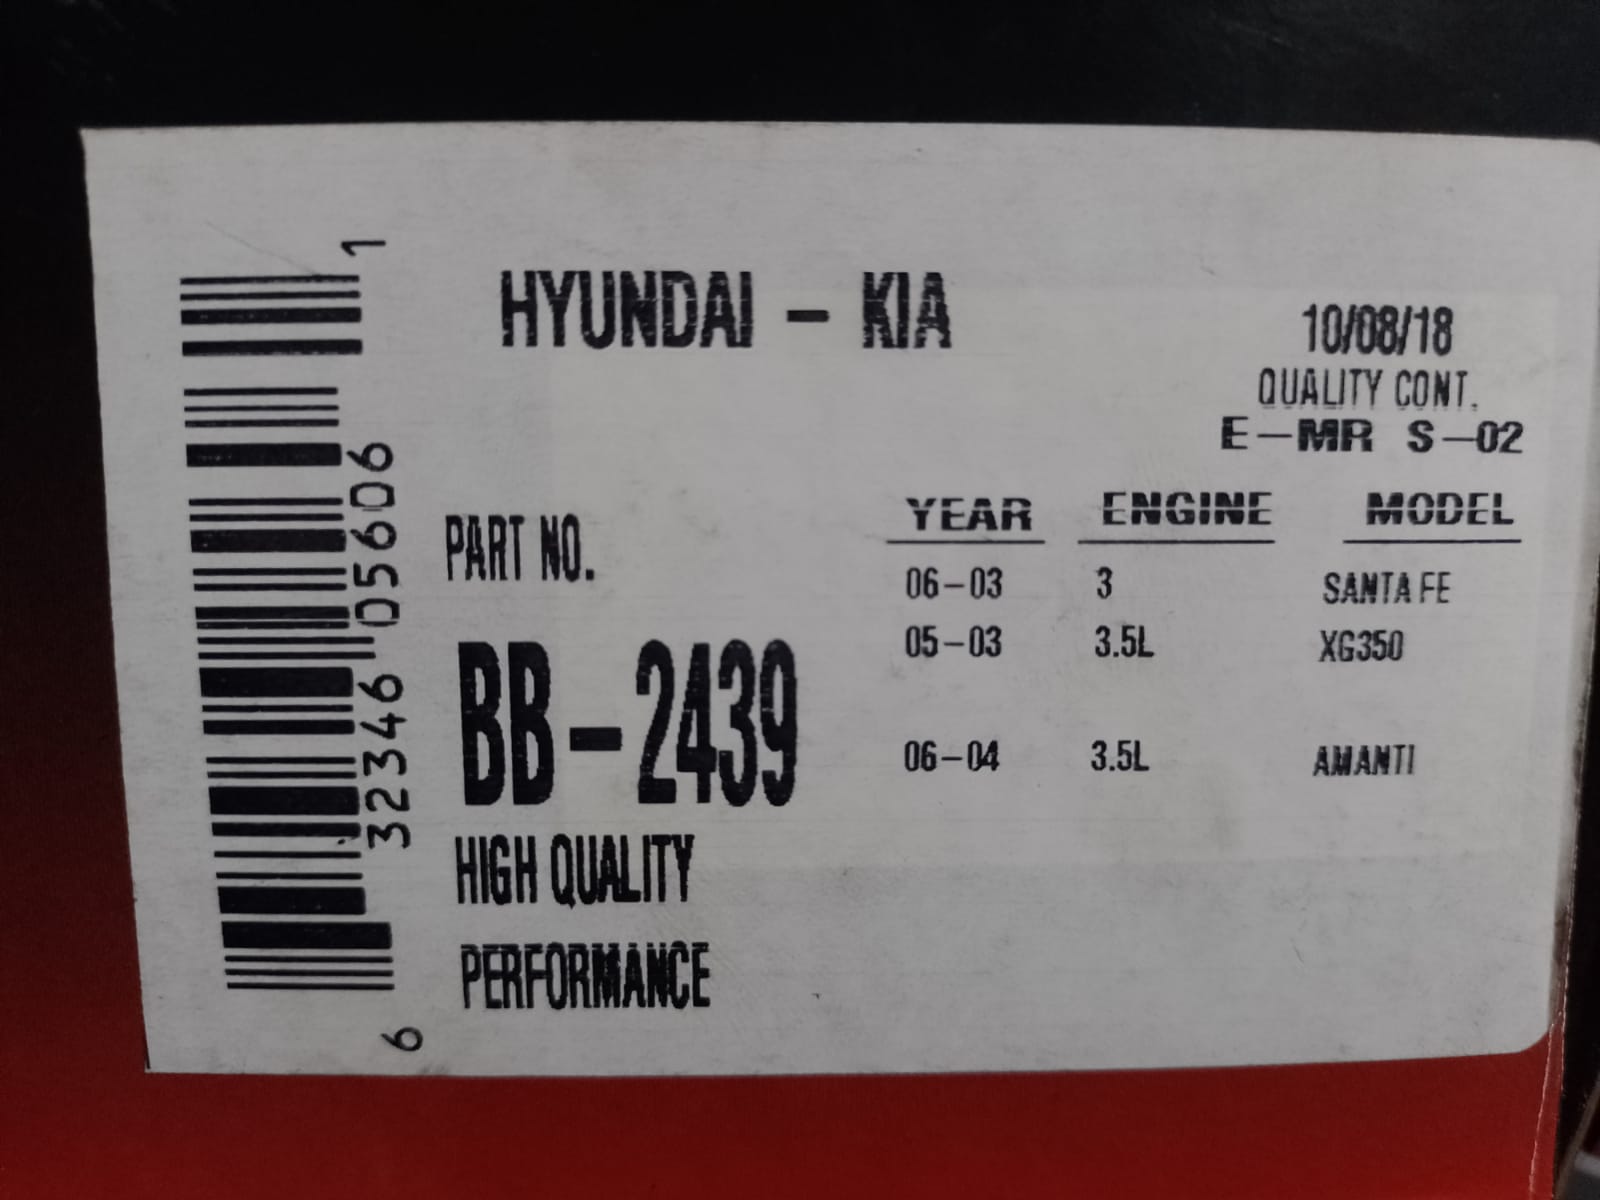 HYUNDAI - KIA
10/08/18
QUALITY CONT.
E-MR S-02
PART NO.
BB-2439
HIGH QUALITY
PERFORMANCE
YEAR ENGINE MODEL
06-03 3 SANTA FE
05-03 3.5L XG350
06-04 3.5L AMANTI
6 32346 05606 1